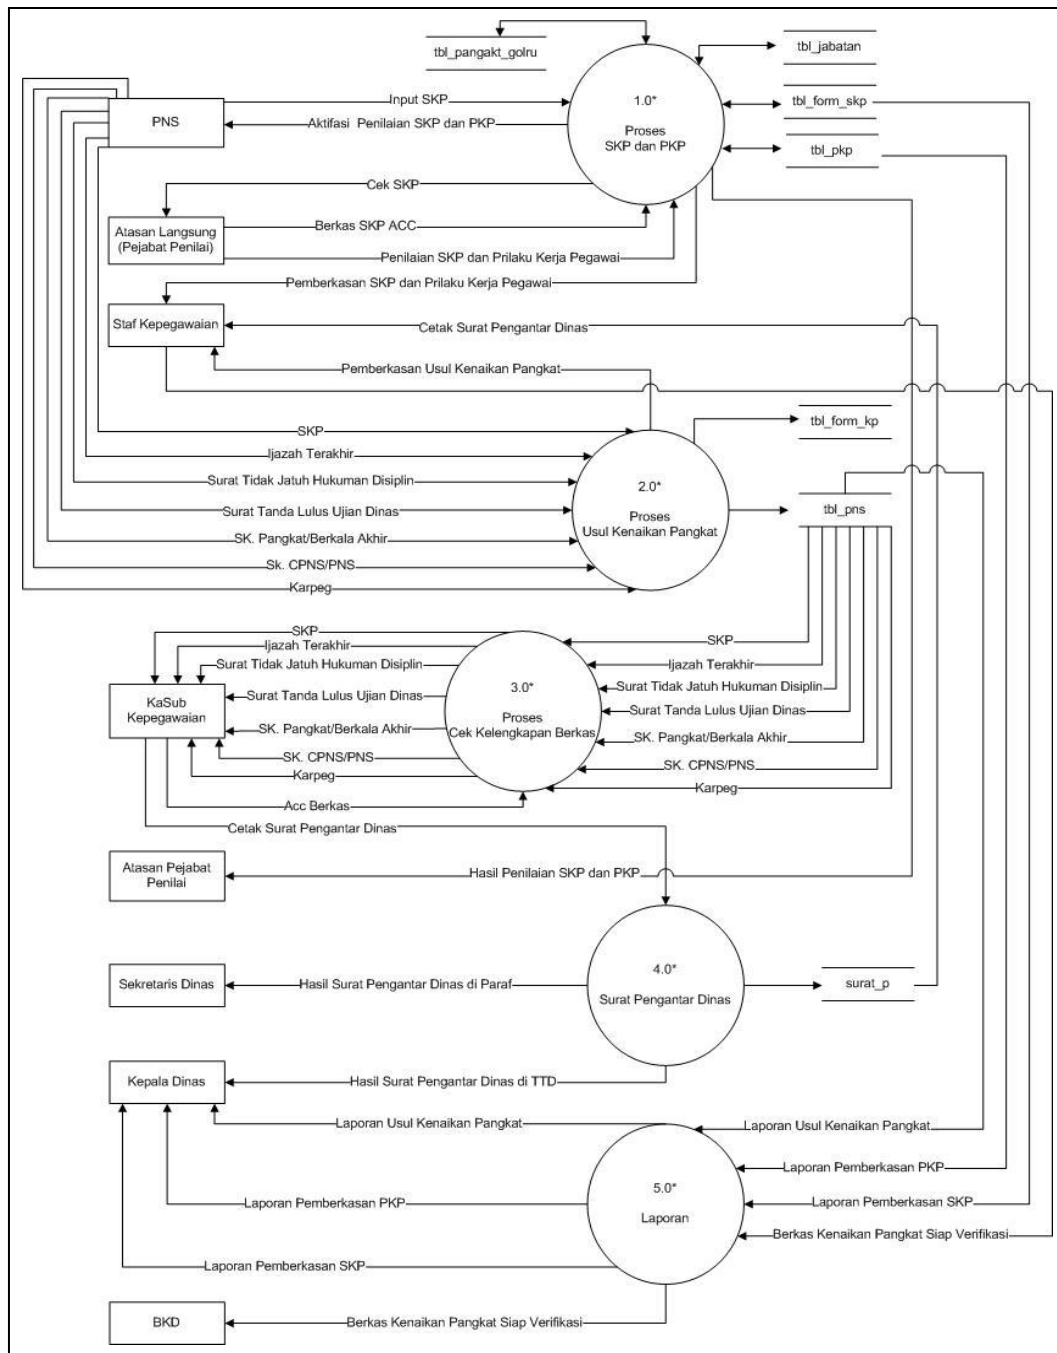 tbl_pangakt_golru
tbl_jabatan
PNS
Input SKP
1.0*
Proses
SKP dan PKP
tbl_form_skp
Aktifasi Penilaian SKP dan PKP
tbl_pkp
Cek SKP
Atasan Langsung
(Pejabat Penilai)
Berkas SKP ACC
Penilaian SKP dan Prilaku Kerja Pegawai
Pemberkasan SKP dan Prilaku Kerja Pegawai
Staf Kepegawaian
Cetak Surat Pengantar Dinas
Pemberkasan Usul Kenaikan Pangkat
tbl_form_kp
SKP
Ijazah Terakhir
Surat Tidak Jatuh Hukuman Disiplin
Surat Tanda Lulus Ujian Dinas
SK. Pangkat/Berkala Akhir
Sk. CPNS/PNS
Karpeg
2.0*
Proses
Usul Kenaikan Pangkat
tbl_pns
SKP
Ijazah Terakhir
Surat Tidak Jatuh Hukuman Disiplin
Surat Tanda Lulus Ujian Dinas
SK. Pangkat/Berkala Akhir
SK. CPNS/PNS
Karpeg
KaSub
Kepegawaian
3.0*
Proses
Cek Kelengkapan Berkas
SKP
Ijazah Terakhir
Surat Tidak Jatuh Hukuman Disiplin
Surat Tanda Lulus Ujian Dinas
SK. Pangkat/Berkala Akhir
SK. CPNS/PNS
Karpeg
Acc Berkas
Cetak Surat Pengantar Dinas
Atasan Pejabat
Penilai
Hasil Penilaian SKP dan PKP
4.0*
Surat Pengantar Dinas
Sekretaris Dinas
Hasil Surat Pengantar Dinas di Paraf
surat_p
Kepala Dinas
Hasil Surat Pengantar Dinas di TTD
Laporan Usul Kenaikan Pangkat
Laporan Usul Kenaikan Pangkat
Laporan Pemberkasan PKP
5.0*
Laporan
Laporan Pemberkasan PKP
Laporan Pemberkasan SKP
Berkas Kenaikan Pangkat Siap Verifikasi
Laporan Pemberkasan SKP
BKD
Berkas Kenaikan Pangkat Siap Verifikasi